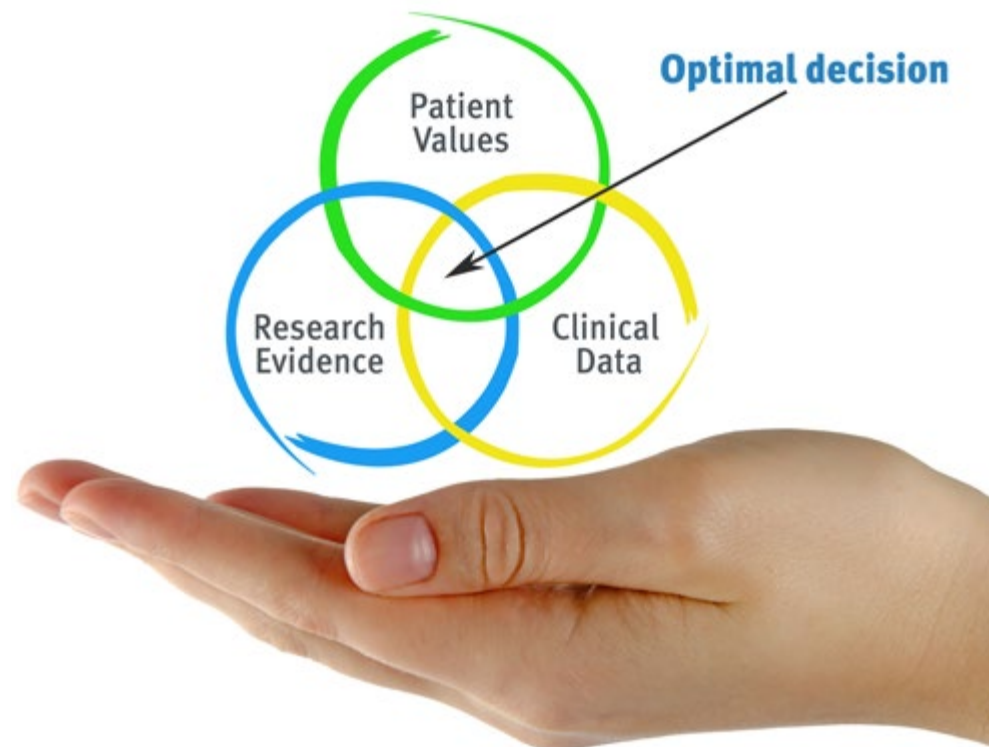 Optimal decision
Patient
Values
Research
Evidence
Clinical
Data